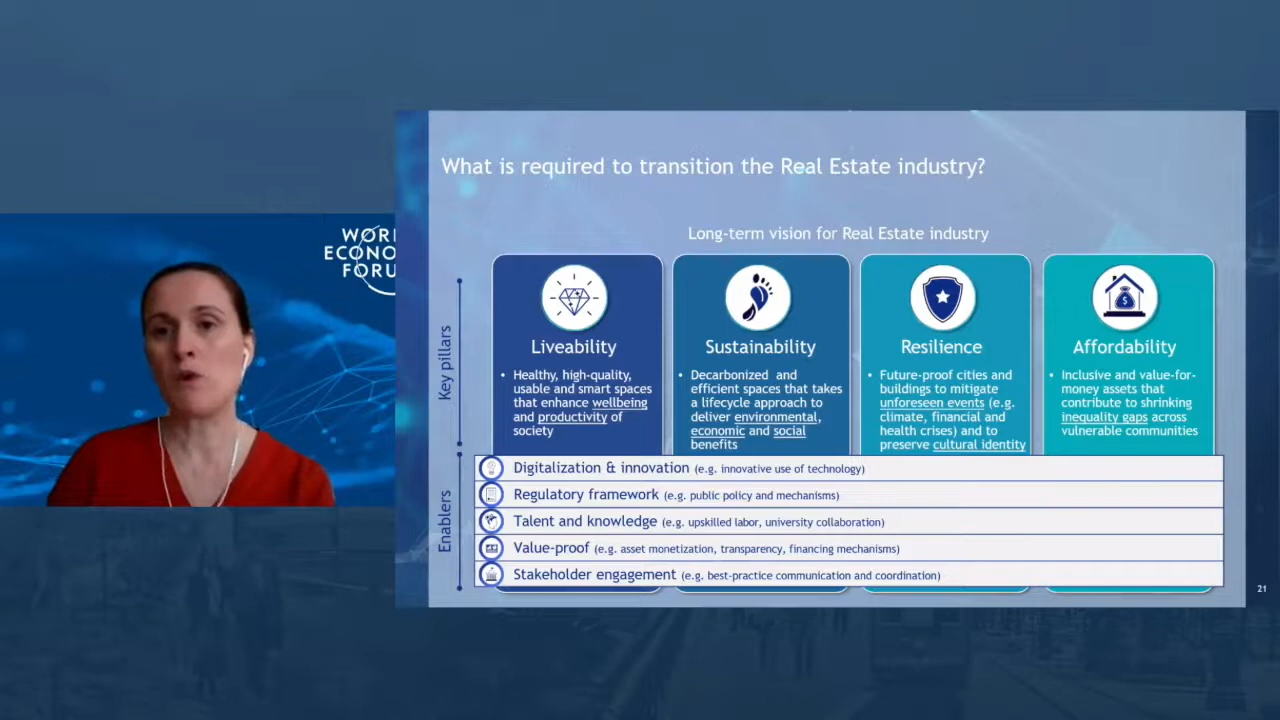 WORL
ECONO
FORU
What is required to transition the Real Estate industry?
Long-term vision for Real Estate industry
Key pillars
Liveability
• Healthy, high-quality,
usable and smart spaces
that enhance wellbeing
and productivity of
society
Sustainability
• Decarbonized and
efficient spaces that takes
a lifecycle approach to
deliver environmental,
economic and social
benefits
Resilience
• Future-proof cities and
buildings to mitigate
unforeseen events (e.g.
climate, financial and
health crises) and to
preserve cultural identity
Affordability
• Inclusive and value-for-
money assets that
contribute to shrinking
inequality gaps across
vulnerable communities
Enablers
Digitalization & innovation (e.g. innovative use of technology)
Regulatory framework (e.g. public policy and mechanisms)
Talent and knowledge (e.g. upskilled labor, university collaboration)
Value-proof (e.g. asset monetization, transparency, financing mechanisms)
Stakeholder engagement (e.g. best-practice communication and coordination)
21